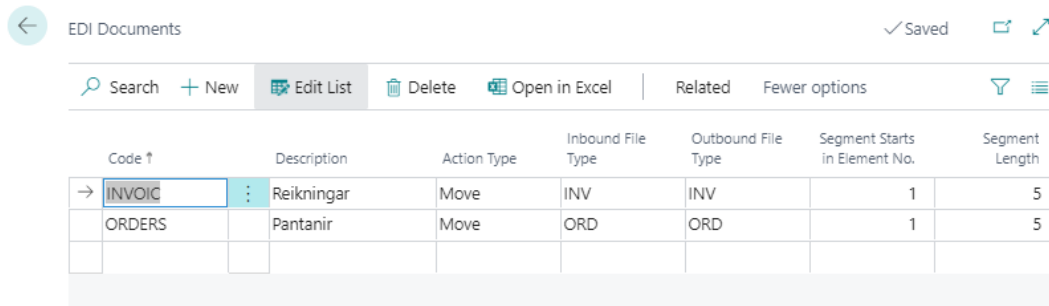 EDI Documents
Saved
Search
New
Edit List
Delete
Open in Excel
Related
Fewer options
Code ↑
Description
Action Type
Inbound File
Type
Outbound File
Type
Segment Starts
in Element No.
Segment
Length
INVOIC Reikningar Move INV INV 1 5
ORDERS Pantanir Move ORD ORD 1 5